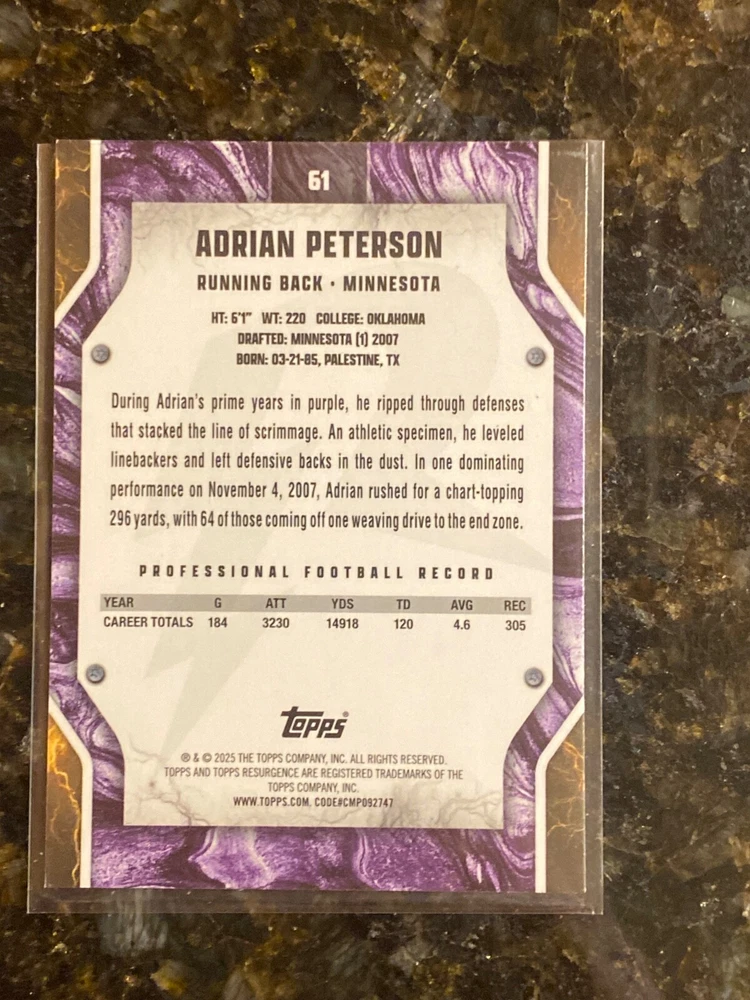 61
ADRIAN PETERSON
RUNNING BACK • MINNESOTA
HT: 6'1" WT: 220 COLLEGE: OKLAHOMA
DRAFTED: MINNESOTA (1) 2007
BORN: 03-21-85, PALESTINE, TX
During Adrian's prime years in purple, he ripped through defenses
that stacked the line of scrimmage. An athletic specimen, he leveled
linebackers and left defensive backs in the dust. In one dominating
performance on November 4, 2007, Adrian rushed for a chart-topping
296 yards, with 64 of those coming off one weaving drive to the end zone.
PROFESSIONAL FOOTBALL RECORD
YEAR G ATT YDS TD AVG REC
CAREER TOTALS 184 3230 14918 120 4.6 305
topps®
® & © 2025 THE TOPPS COMPANY, INC. ALL RIGHTS RESERVED.
TOPPS AND TOPPS RESURGENCE ARE REGISTERED TRADEMARKS OF THE
TOPPS COMPANY, INC.
WWW.TOPPS.COM. CODE#CMP092747